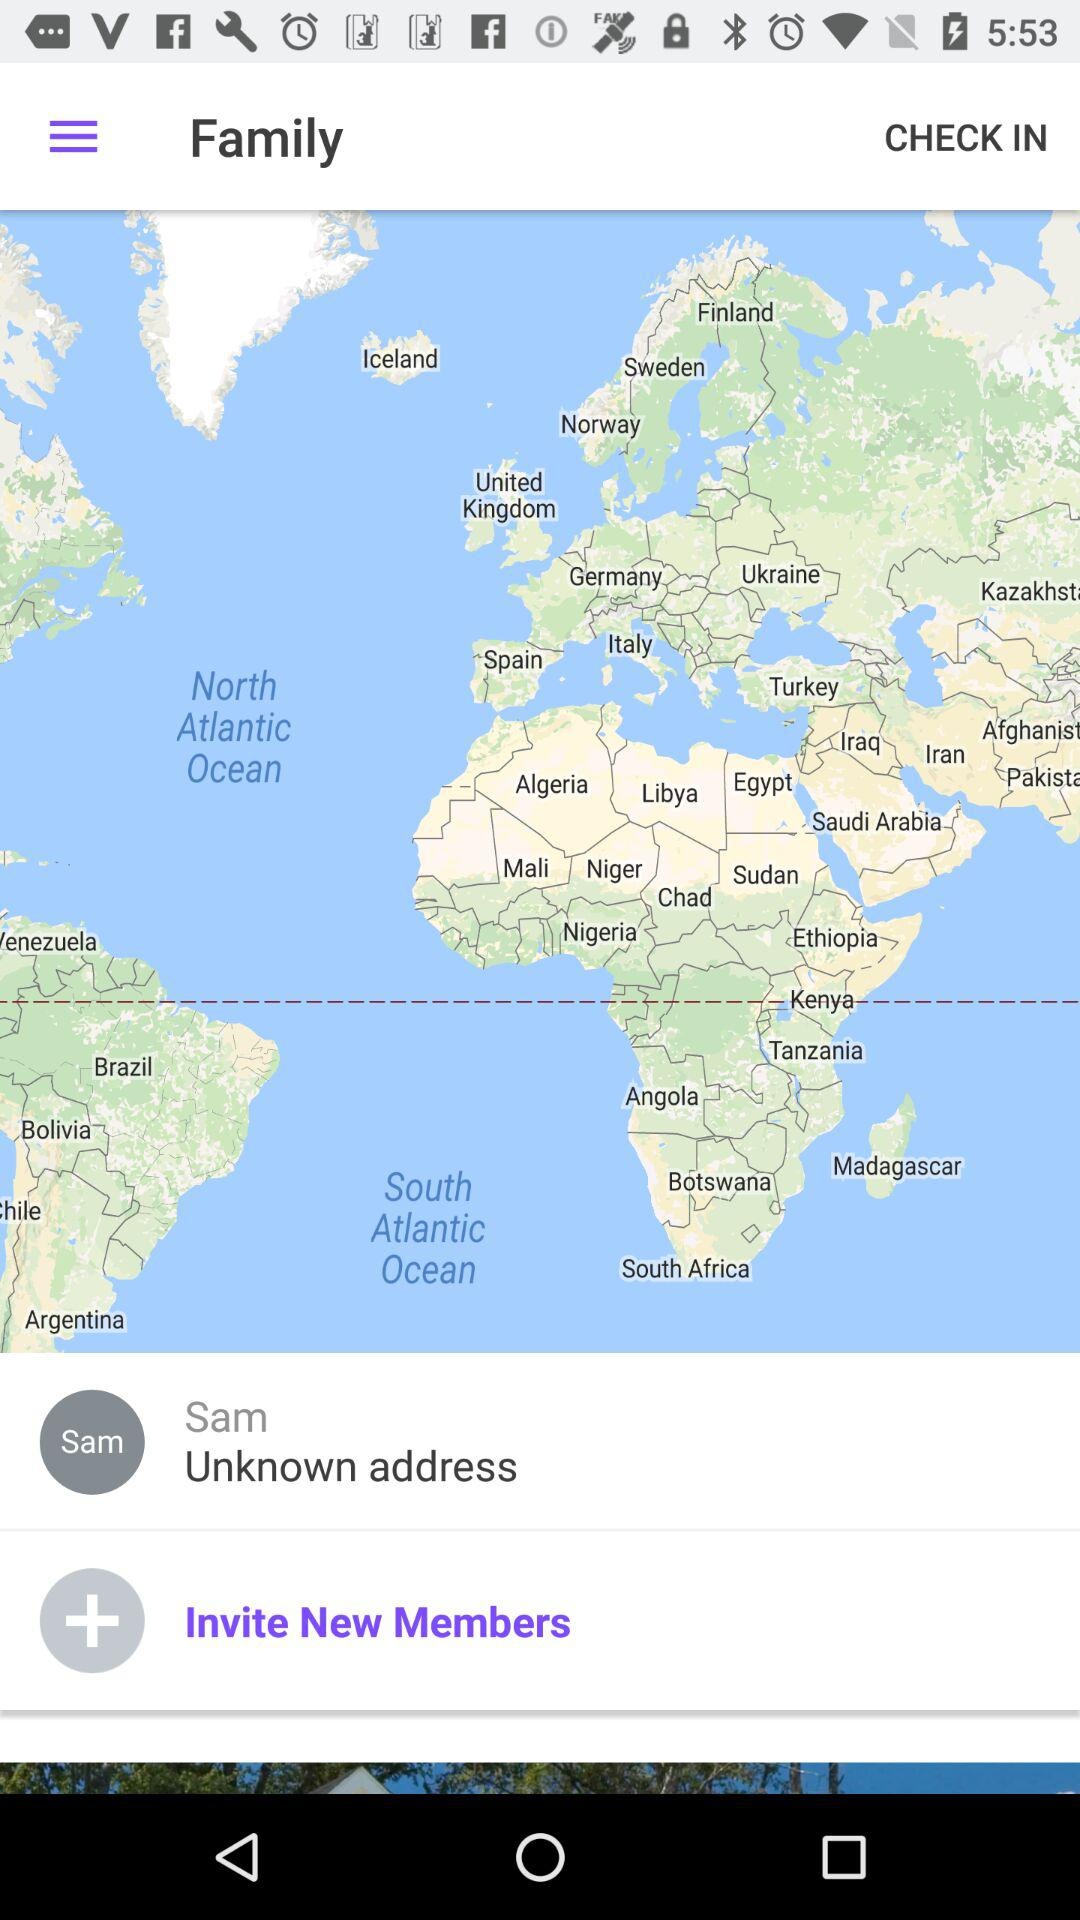 FAKE
5:53
Family
CHECK IN
Finland
Iceland
Sweden
Norway
United
Kingdom
Germany
Ukraine
Kazakhsta
Italy
Spain
Turkey
North
Atlantic
Ocean
Iraq
Iran
Afghanist
Pakista
Algeria
Libya
Egypt
Saudi Arabia
Mali
Niger
Chad
Sudan
Nigeria
Ethiopia
Venezuela
Kenya
Brazil
Tanzania
Angola
Bolivia
Madagascar
Botswana
South
Atlantic
Ocean
Chile
South Africa
Argentina
Sam
Sam
Unknown address
Invite New Members